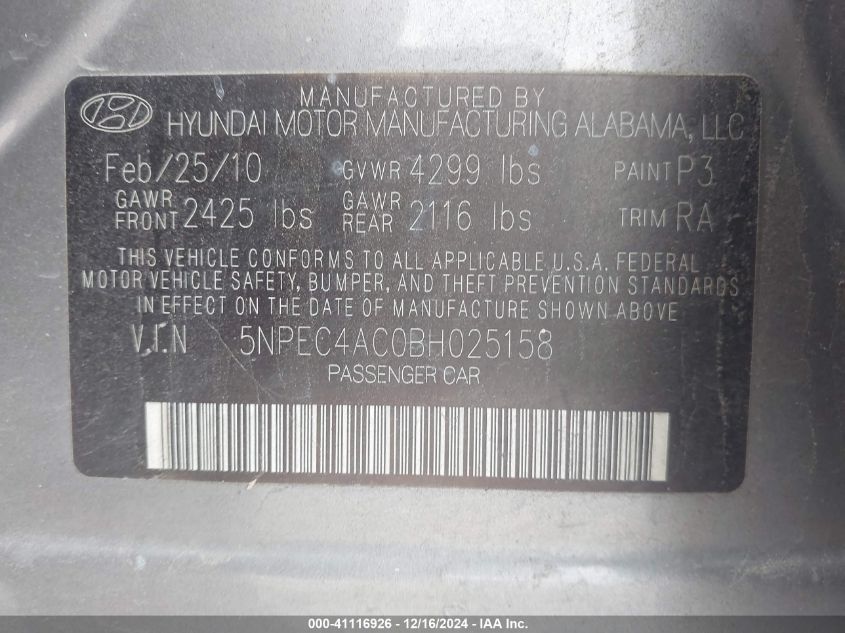 MANUFACTURED BY
HYUNDAI MOTOR MANUFACTURING ALABAMA, LLC
Feb/25/10 GVWR 4299 lbs PAINT P3
GAWR FRONT 2425 lbs GAWR REAR 2116 lbs TRIM RA
THIS VEHICLE CONFORMS TO ALL APPLICABLE U.S.A. FEDERAL
MOTOR VEHICLE SAFETY, BUMPER, AND THEFT PREVENTION STANDARDS
IN EFFECT ON THE DATE OF MANUFACTURE SHOWN ABOVE.
V.I.N 5NPEC4AC0BH025158
PASSENGER CAR
000-41116926 - 12/16/2024 - IAA Inc.